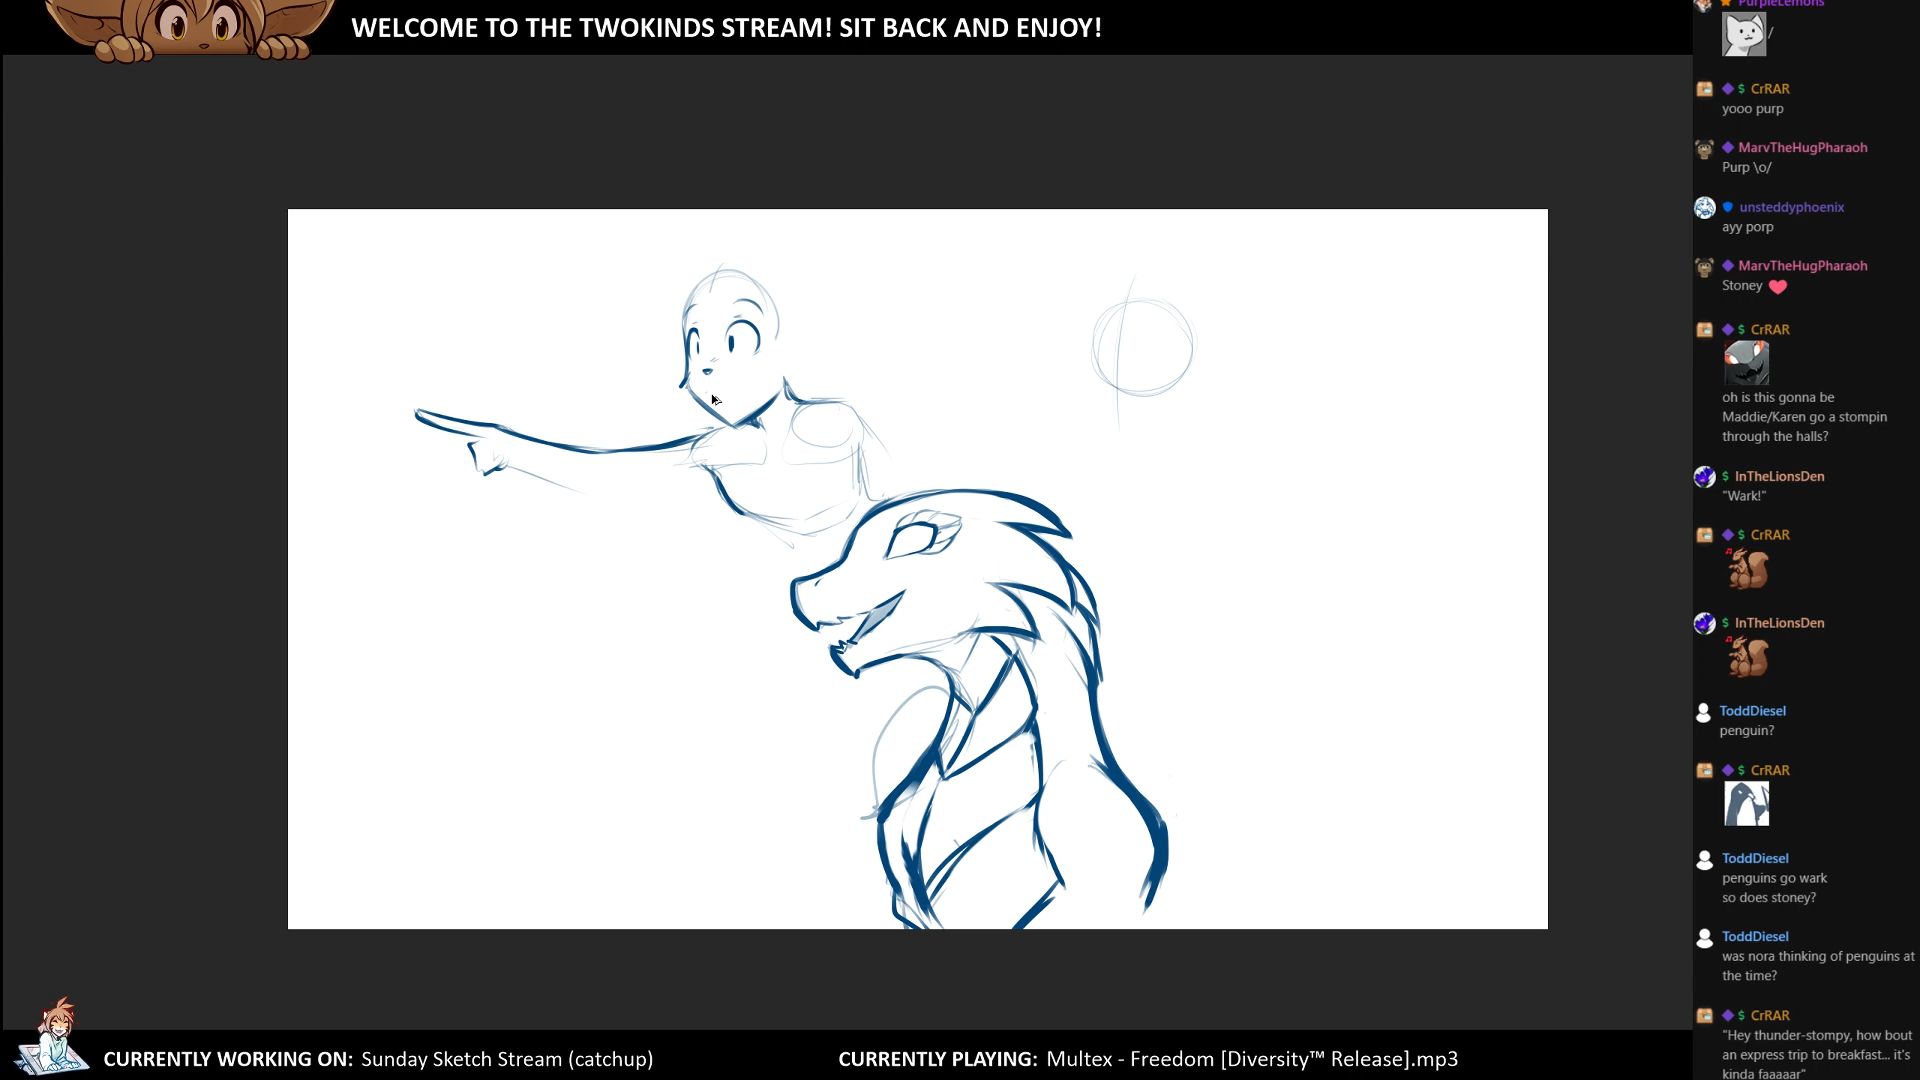 WELCOME TO THE TWOKINDS STREAM! SIT BACK AND ENJOY!
PurpleLemons
/
$ CrRAR
yooo purp
MarvTheHugPharaoh
Purp \o/
unsteddyphoenix
ayy porp
MarvTheHugPharaoh
Stoney
$ CrRAR
oh is this gonna be
Maddie/Karen go a stompin
through the halls?
$ InTheLionsDen
"Wark!"
$ CrRAR
$ InTheLionsDen
ToddDiesel
penguin?
$ CrRAR
ToddDiesel
penguins go wark
so does stoney?
ToddDiesel
was nora thinking of penguins at
the time?
$ CrRAR
"Hey thunder-stompy, how bout
an express trip to breakfast... it's
kinda faaaaar"
CURRENTLY WORKING ON: Sunday Sketch Stream (catchup)
CURRENTLY PLAYING: Multex - Freedom [Diversity™ Release].mp3